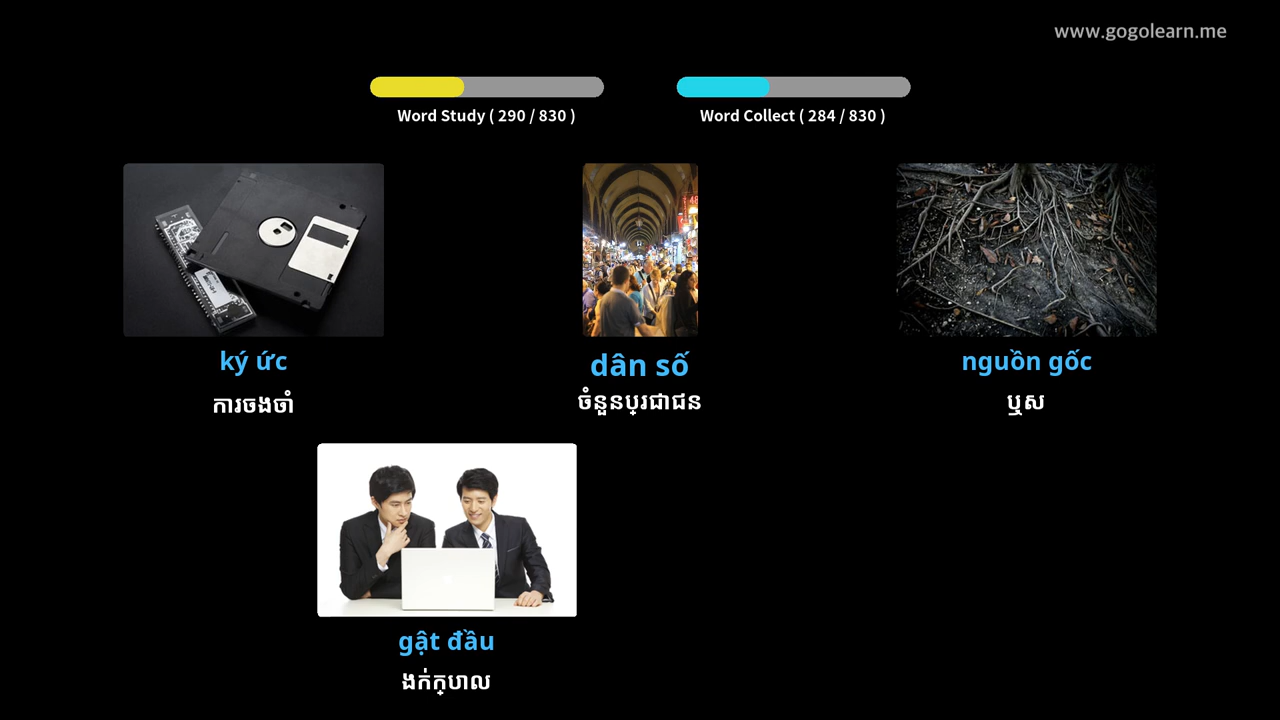 www.gogolearn.me
Word Study ( 290 / 830 )
Word Collect ( 284 / 830 )
ký ức
ការចងចាំ
dân số
ចំនួនប្រជាជន
nguồn gốc
ឬស
gật đầu
ងក់ក្បាល